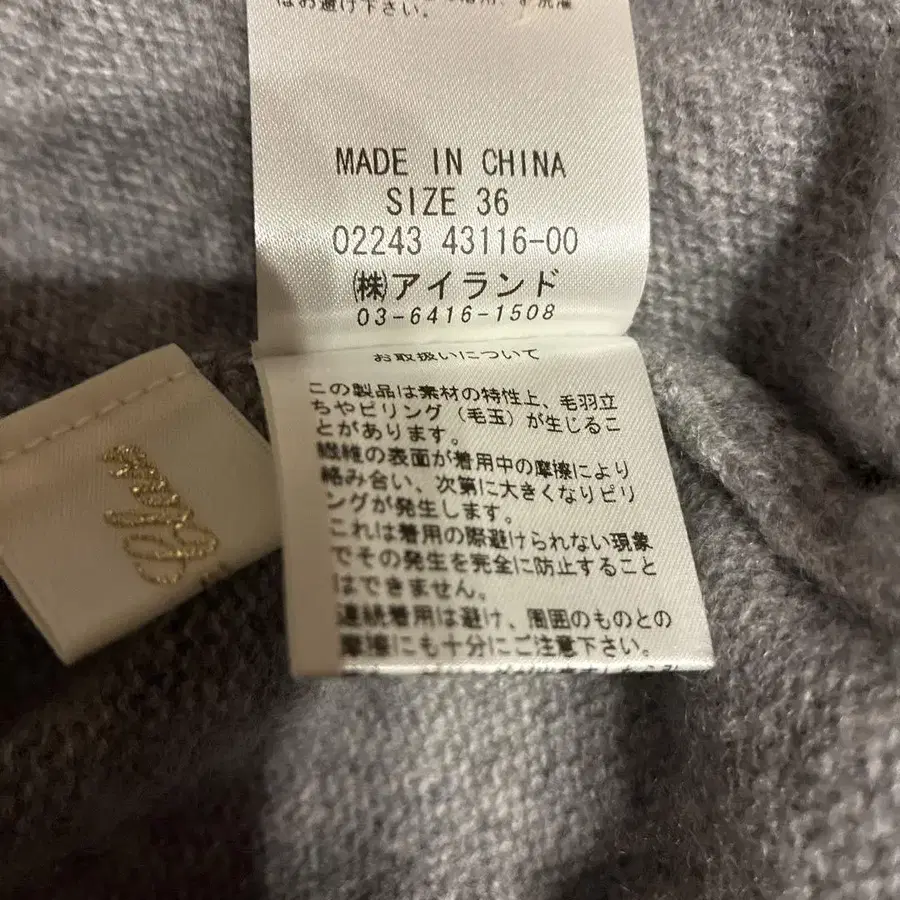 はお避け下さい。
MADE IN CHINA
SIZE 36
02243 43116-00
㈱アイランド
03-6416-1508
お取扱いについて
この製品は素材の特性上、毛羽立
ちやピリング（毛玉）が生じるこ
とがあります。
繊維の表面が着用中の摩擦により
絡み合い、次第に大きくなりピリ
ングが発生します。
これは着用の際避けられない現象
でその発生を完全に防止すること
はできません。
連続着用は避け、周囲のものとの
摩擦にも十分にご注意下さい。